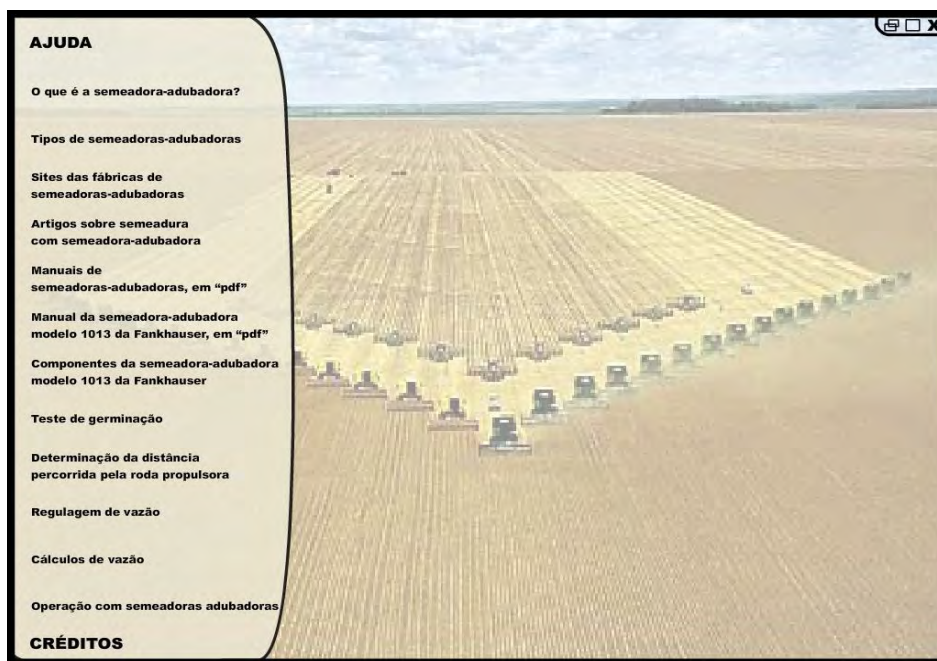 AJUDA
O que é a semeadora-adubadora?
Tipos de semeadoras-adubadoras
Sites das fábricas de
semeadoras-adubadoras
Artigos sobre semeadura
com semeadora-adubadora
Manuais de
semeadoras-adubadoras, em “pdf”
Manual da semeadora-adubadora
modelo 1013 da Fankhauser, em “pdf”
Componentes da semeadora-adubadora
modelo 1013 da Fankhauser
Teste de germinação
Determinação da distância
percorrida pela roda propulsora
Regulagem de vazão
Cálculos de vazão
Operação com semeadoras adubadoras
CRÉDITOS